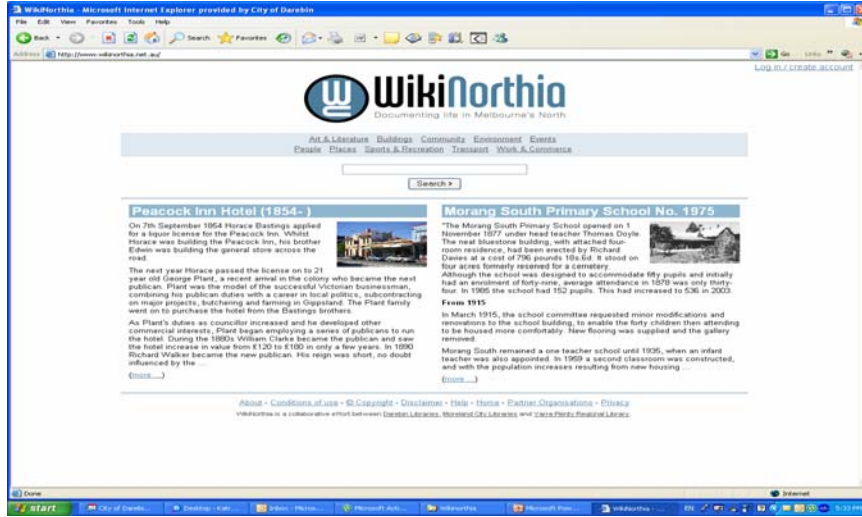 WikiNorthia - Microsoft Internet Explorer provided by City of Darebin
File Edit View Favorites Tools Help
Back Search Favorites
Address http://www.wikinorthia.net.au/ Go Links
Log in / create account
WikiNorthia
Documenting life in Melbourne's North
Art & Literature Buildings Community Environment Events
People Places Sports & Recreation Transport Work & Commerce
Search >
Peacock Inn Hotel (1854- )
On 7th September 1854 Horace Bastings applied
for a liquor license for the Peacock Inn. Whilst
Horace was building the Peacock Inn, his brother
Edwin was building the general store across the
road.
The next year Horace passed the license on to 21
year old George Plant, a recent arrival in the colony who became the next
publican. Plant was the model of the successful Victorian businessman,
combining his publican duties with a career in local politics, subcontracting
on major projects, butchering and farming in Gippsland. The Plant family
went on to purchase the hotel from the Bastings brothers.
As Plant's duties as councillor increased and he developed other
commercial interests, Plant began employing a series of publicans to run
the hotel. During the 1880s William Clarke became the publican and saw
the hotel increase in value from £120 to £180 in only a few years. In 1890
Richard Walker became the new publican. His reign was short, no doubt
influenced by the ...
(more ...)
Morang South Primary School No. 1975
"The Morang South Primary School opened on 1
November 1877 under head teacher Thomas Doyle.
The neat bluestone building, with attached four-
room residence, had been erected by Richard
Davies at a cost of 796 pounds 18s.6d. It stood on
four acres formerly reserved for a cemetery.
Although the school was designed to accommodate fifty pupils and initially
had an enrolment of forty-nine, average attendance in 1878 was only thirty-
four. In 1985 the school had 152 pupils. This had increased to 536 in 2003.
From 1915
In March 1915, the school committee requested minor modifications and
renovations to the school building, to enable the forty children then attending
to be housed more comfortably. New flooring was supplied and the gallery
removed.
Morang South remained a one teacher school until 1935, when an infant
teacher was also appointed. In 1959 a second classroom was constructed,
and with the population increases resulting from new housing ...
(more ...)
About - Conditions of use - © Copyright - Disclaimer - Help - Home - Partner Organisations - Privacy
WikiNorthia is a collaborative effort between Darebin Libraries, Moreland City Libraries and Yarra Plenty Regional Library.
Done Internet
start City of Dareb... Desktop - Katr... Inbox - Micros... Microsoft Acti... wikinorthia Microsoft Pow... WikiNorthia - ... EN 5:33 PM